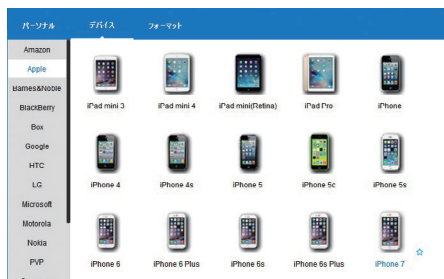 パーソナル デバイス フォーマット
Amazon
Apple
Barnes&Noble
BlackBerry
Box
Google
HTC
LG
Microsoft
Motorola
Nokia
PVP
iPad mini 3 iPad mini 4 iPad mini(Retina) iPad Pro iPhone
iPhone 4 iPhone 4s iPhone 5 iPhone 5c iPhone 5s
iPhone 6 iPhone 6 Plus iPhone 6s iPhone 6s Plus iPhone 7